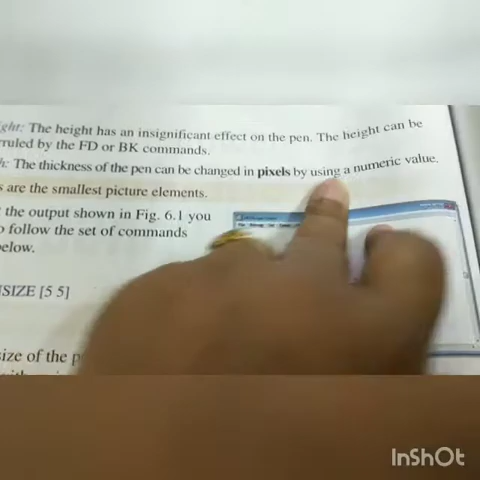 ght: The height has an insignificant effect on the pen. The height can be
ruled by the FD or BK commands.
h: The thickness of the pen can be changed in pixels by using a numeric value.
s are the smallest picture elements.
the output shown in Fig. 6.1 you
o follow the set of commands
elow.
SIZE [5 5]
size of the p
InShOt